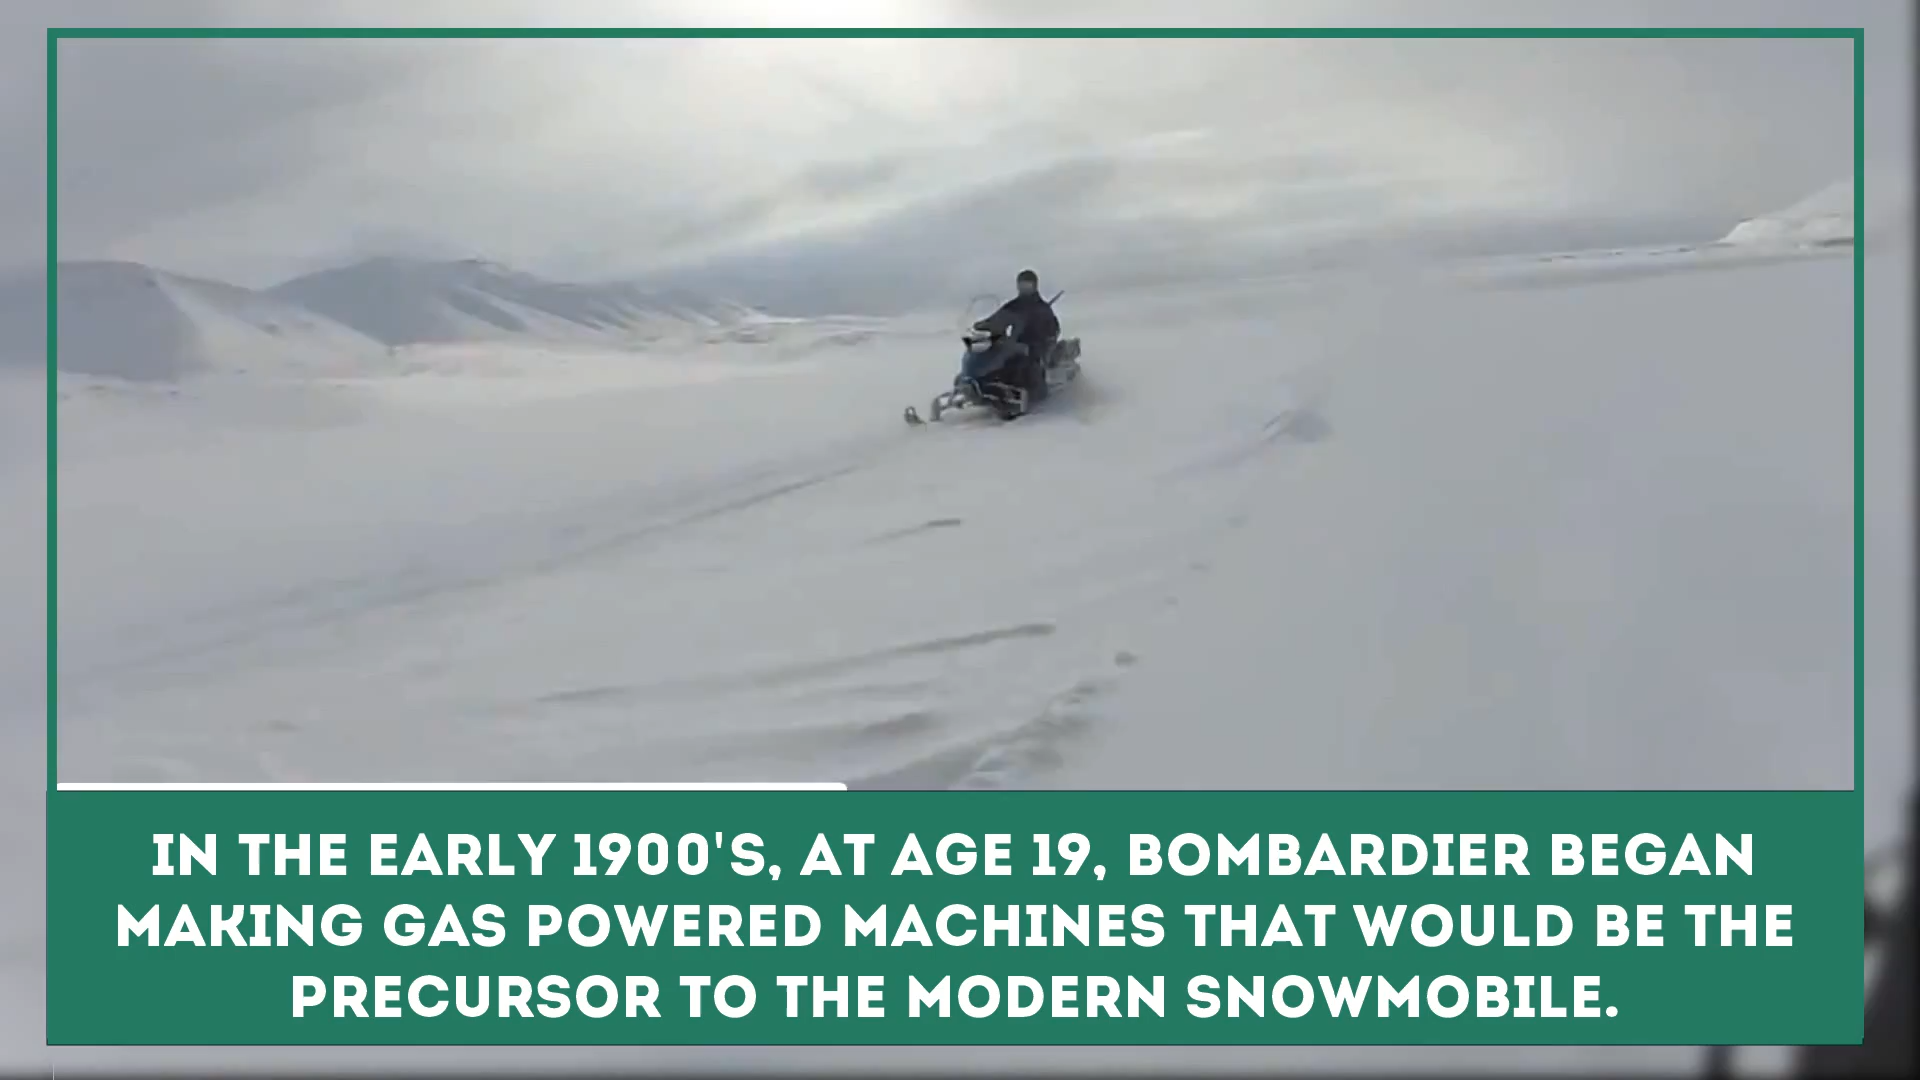 IN THE EARLY 1900'S, AT AGE 19, BOMBARDIER BEGAN
MAKING GAS POWERED MACHINES THAT WOULD BE THE
PRECURSOR TO THE MODERN SNOWMOBILE.